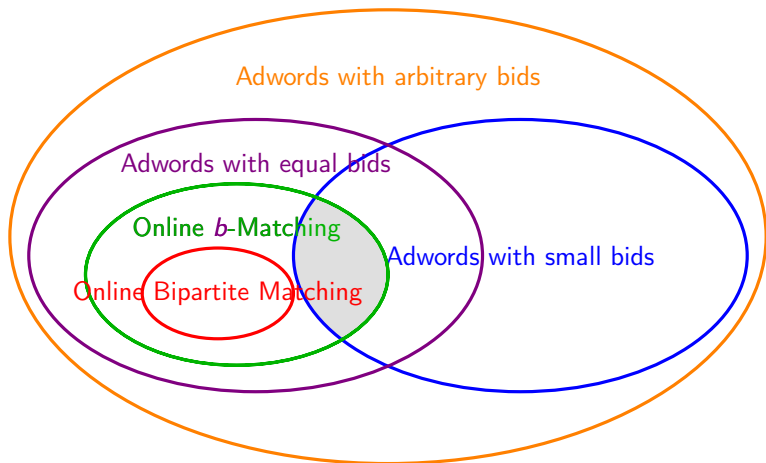 Adwords with arbitrary bids
Adwords with equal bids
Online b-Matching
Adwords with small bids
Online Bipartite Matching